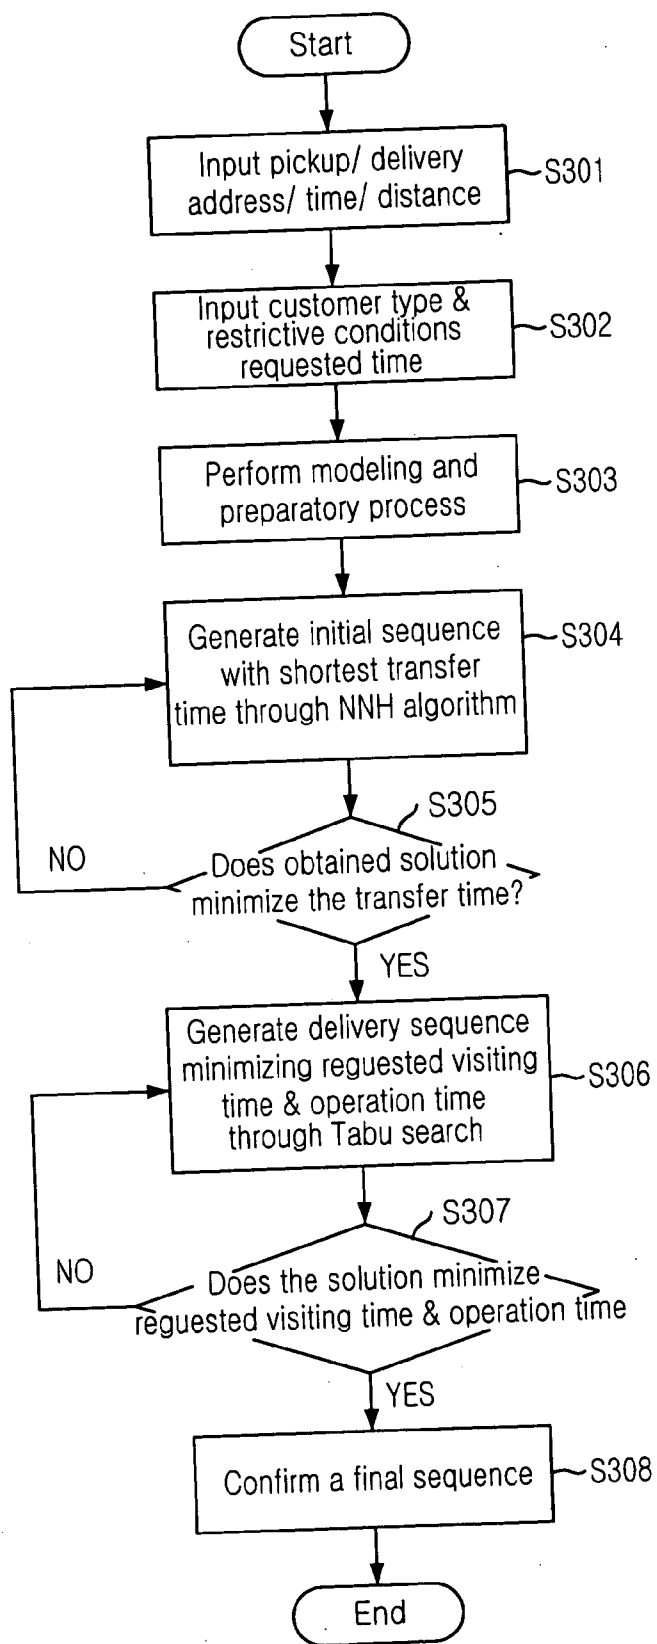 Start
Input pickup/ delivery
address/ time/ distance
S301
Input customer type &
restrictive conditions
requested time
S302
Perform modeling and
preparatory process
S303
Generate initial sequence
with shortest transfer
time through NNH algorithm
S304
S305
NO
Does obtained solution
minimize the transfer time?
YES
Generate delivery sequence
minimizing reguested visiting
time & operation time
through Tabu search
S306
S307
NO
Does the solution minimize
reguested visiting time & operation time
YES
Confirm a final sequence
S308
End